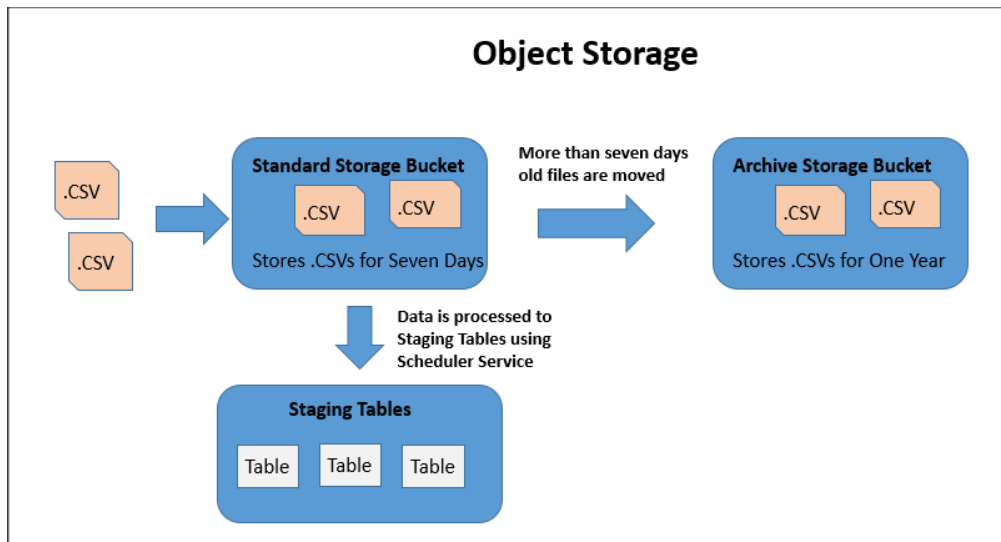 Object Storage
.CSV
.CSV
Standard Storage Bucket
.CSV
.CSV
Stores .CSVs for Seven Days
More than seven days
old files are moved
Archive Storage Bucket
.CSV
.CSV
Stores .CSVs for One Year
Data is processed to
Staging Tables using
Scheduler Service
Staging Tables
Table
Table
Table